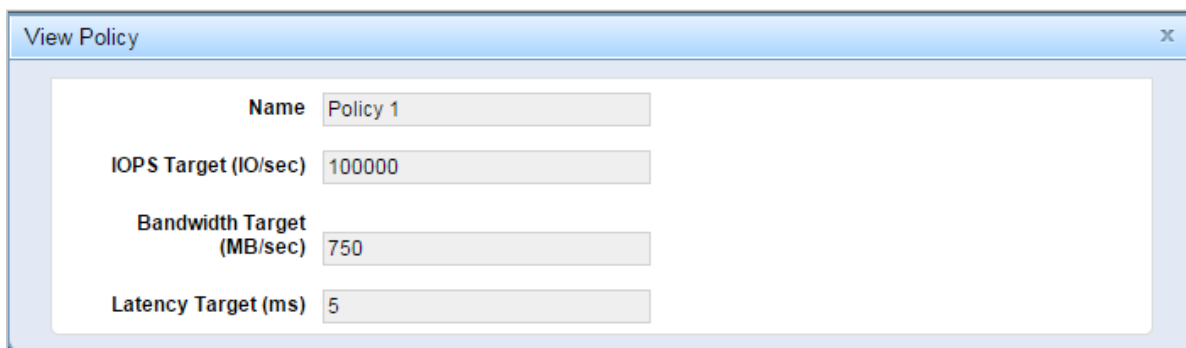 View Policy x
Name Policy 1
IOPS Target (IO/sec) 100000
Bandwidth Target
(MB/sec) 750
Latency Target (ms) 5